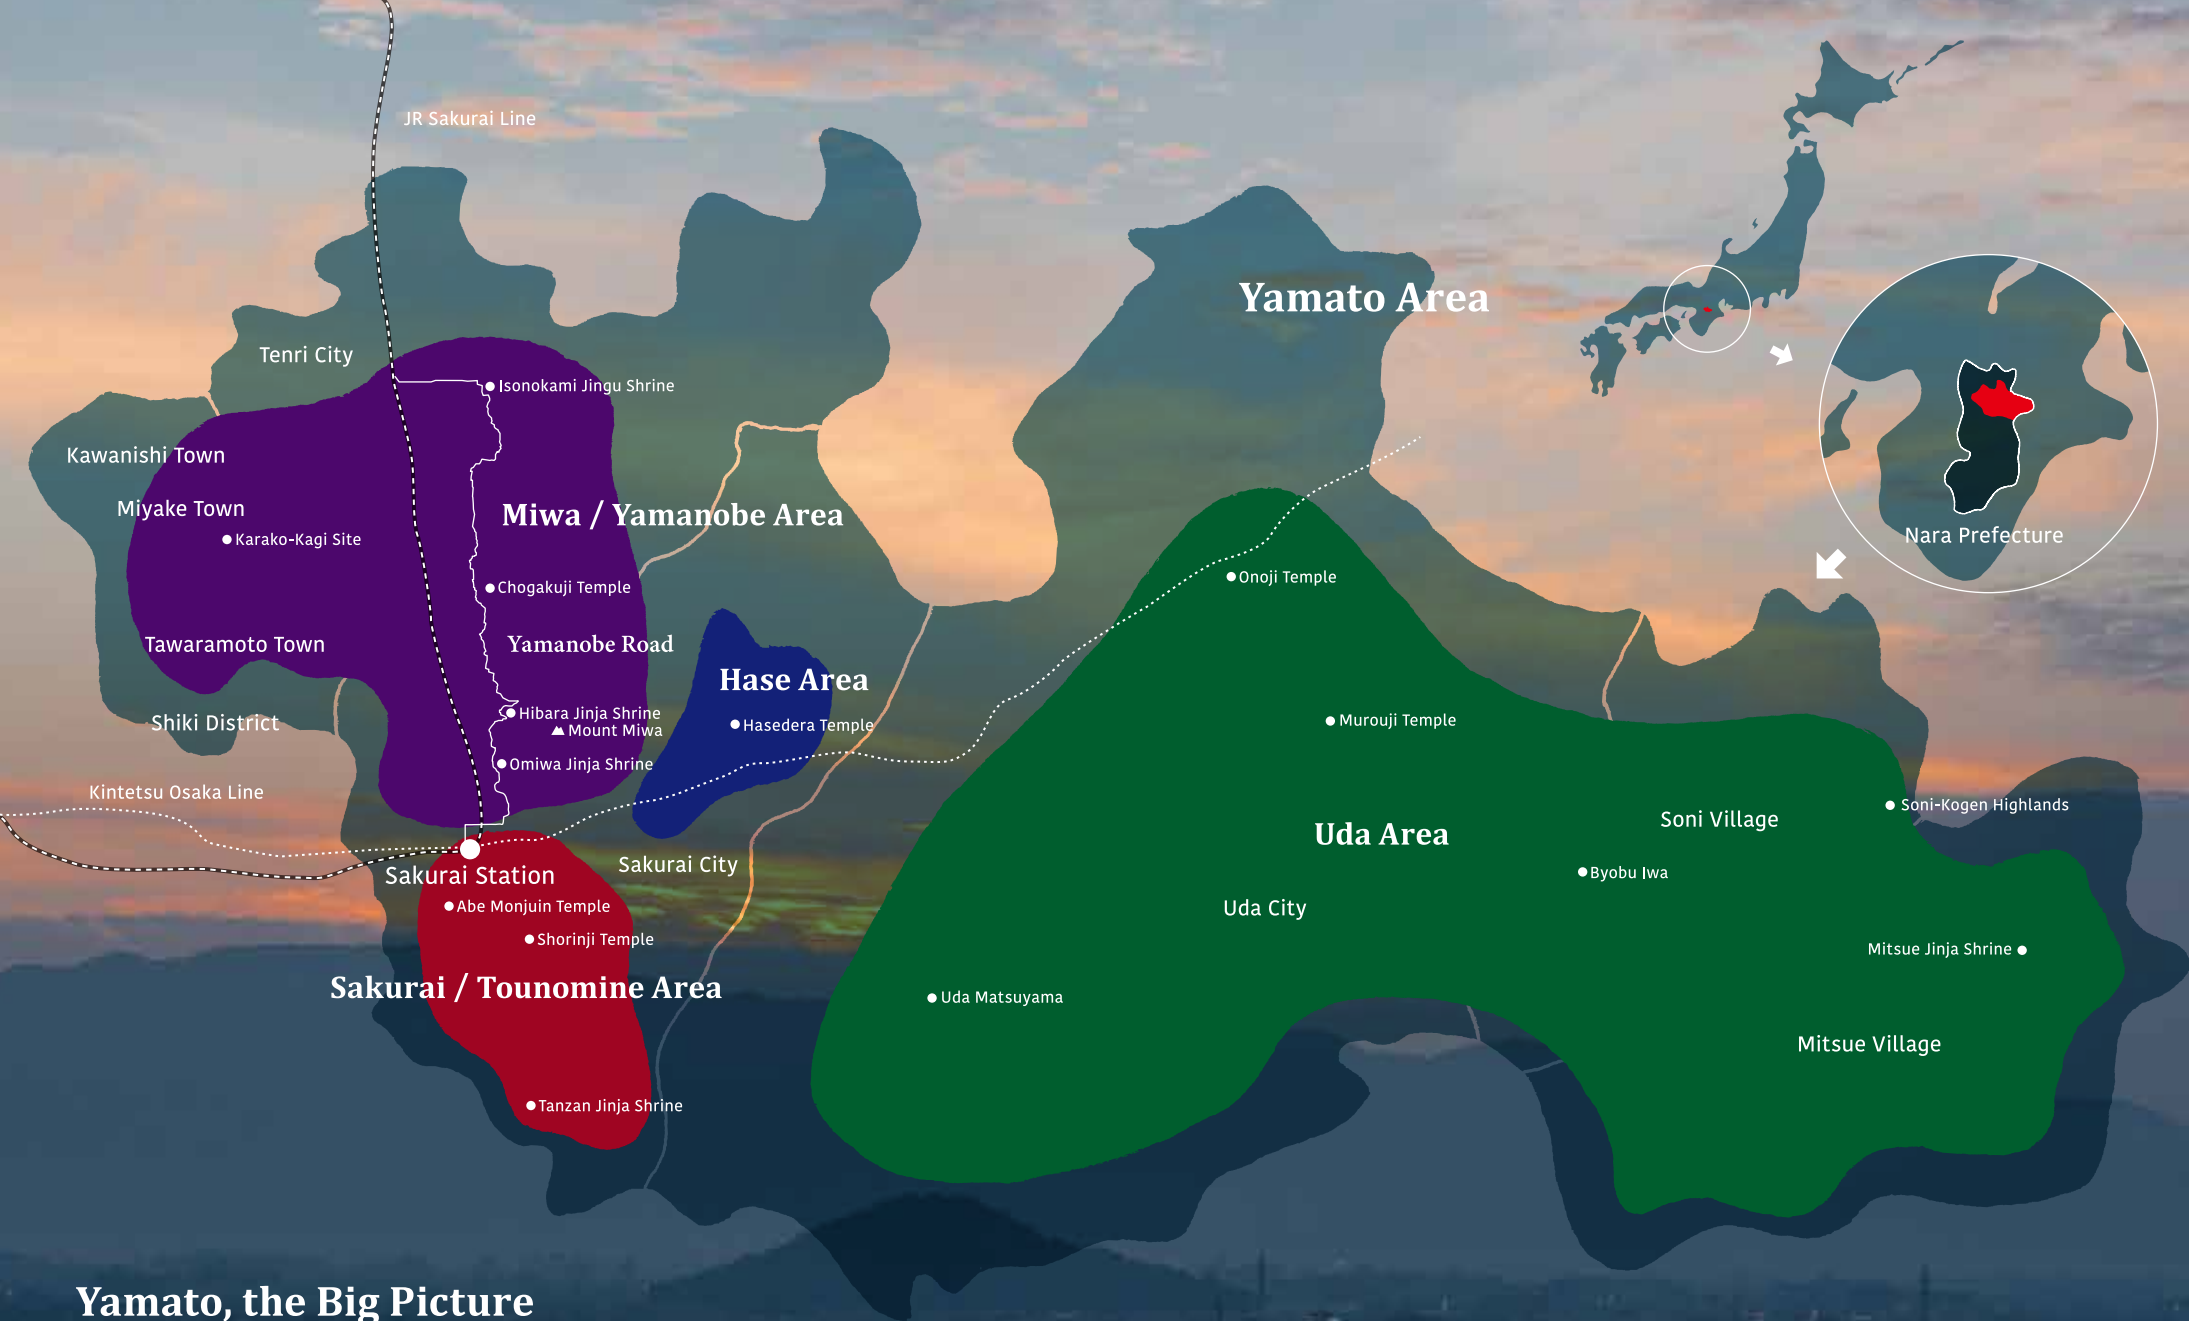 JR Sakurai Line
Yamato Area
Tenri City
Isonokami Jingu Shrine
Kawanishi Town
Miyake Town
Miwa / Yamanobe Area
Karako-Kagi Site
Nara Prefecture
Chogakuji Temple
Onoji Temple
Tawaramoto Town
Yamanobe Road
Hase Area
Shiki District
Hibara Jinja Shrine
Mount Miwa
Hasedera Temple
Murouji Temple
Omiwa Jinja Shrine
Kintetsu Osaka Line
Soni-Kogen Highlands
Soni Village
Uda Area
Sakurai Station
Sakurai City
Byobu Iwa
Abe Monjuin Temple
Uda City
Shorinji Temple
Mitsue Jinja Shrine
Sakurai / Tounomine Area
Uda Matsuyama
Mitsue Village
Tanzan Jinja Shrine
Yamato, the Big Picture